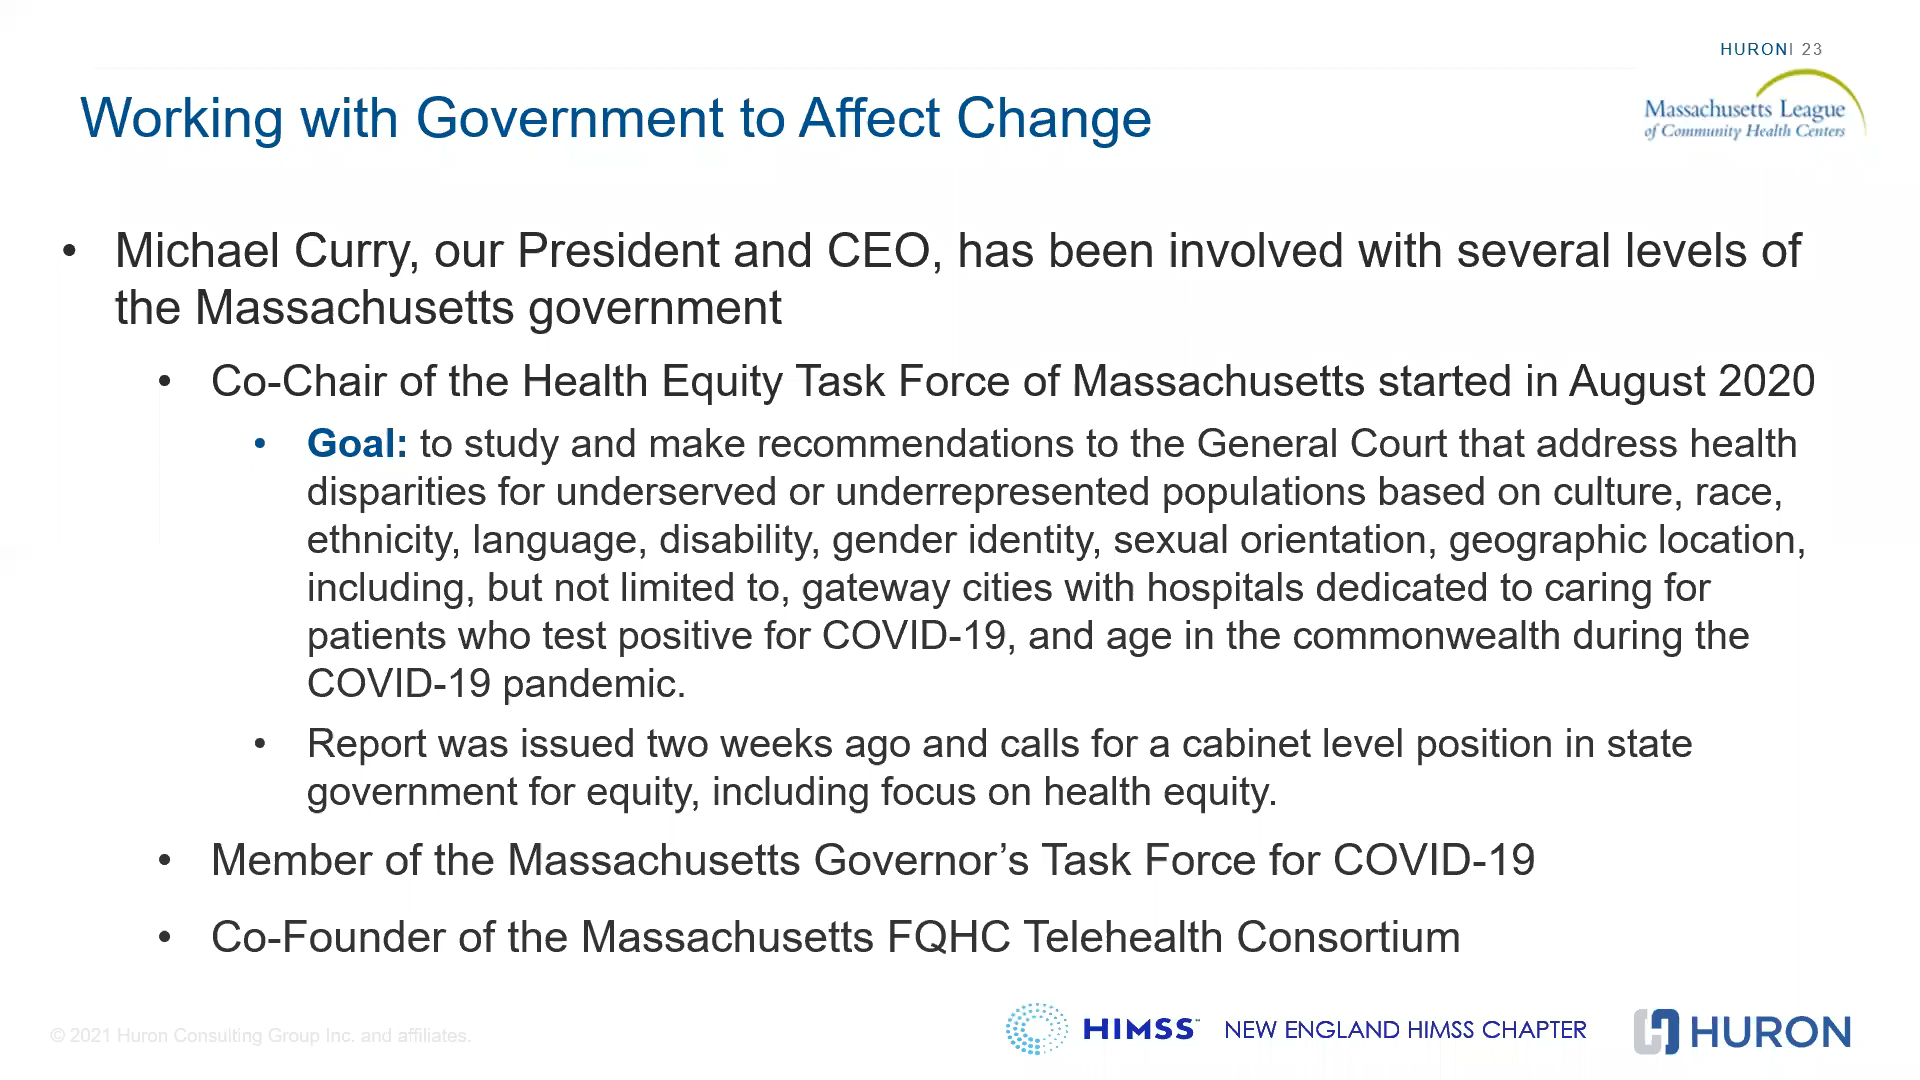 HURON| 23
Massachusetts League
of Community Health Centers
Working with Government to Affect Change
• Michael Curry, our President and CEO, has been involved with several levels of
the Massachusetts government
• Co-Chair of the Health Equity Task Force of Massachusetts started in August 2020
• Goal: to study and make recommendations to the General Court that address health
disparities for underserved or underrepresented populations based on culture, race,
ethnicity, language, disability, gender identity, sexual orientation, geographic location,
including, but not limited to, gateway cities with hospitals dedicated to caring for
patients who test positive for COVID-19, and age in the commonwealth during the
COVID-19 pandemic.
• Report was issued two weeks ago and calls for a cabinet level position in state
government for equity, including focus on health equity.
• Member of the Massachusetts Governor’s Task Force for COVID-19
• Co-Founder of the Massachusetts FQHC Telehealth Consortium
© 2021 Huron Consulting Group Inc. and affiliates.
HIMSS™ NEW ENGLAND HIMSS CHAPTER
HURON